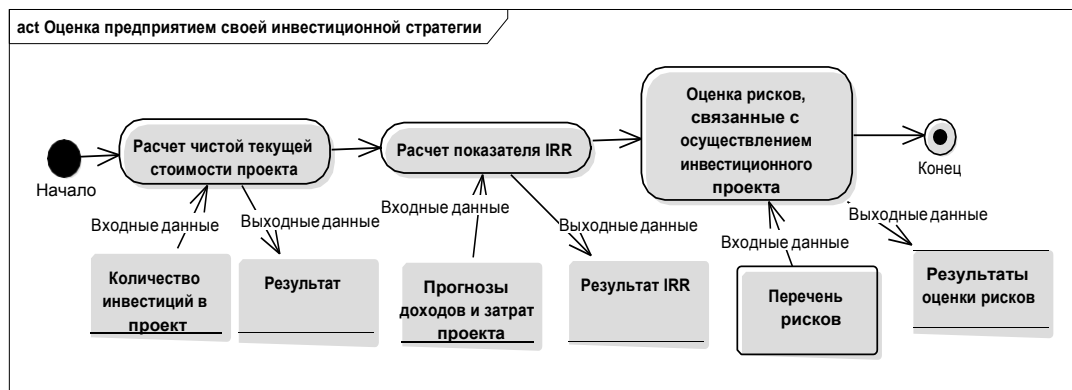 act Оценка предприятием своей инвестиционной стратегии
Начало
Расчет чистой текущей
стоимости проекта
Расчет показателя IRR
Оценка рисков,
связанные с
осуществлением
инвестиционного
проекта
Конец
Входные данные
Выходные данные
Входные данные
Выходные данные
Входные данные
Выходные данные
Количество
инвестиций в
проект
Результат
Прогнозы
доходов и затрат
проекта
Результат IRR
Перечень
рисков
Результаты
оценки рисков